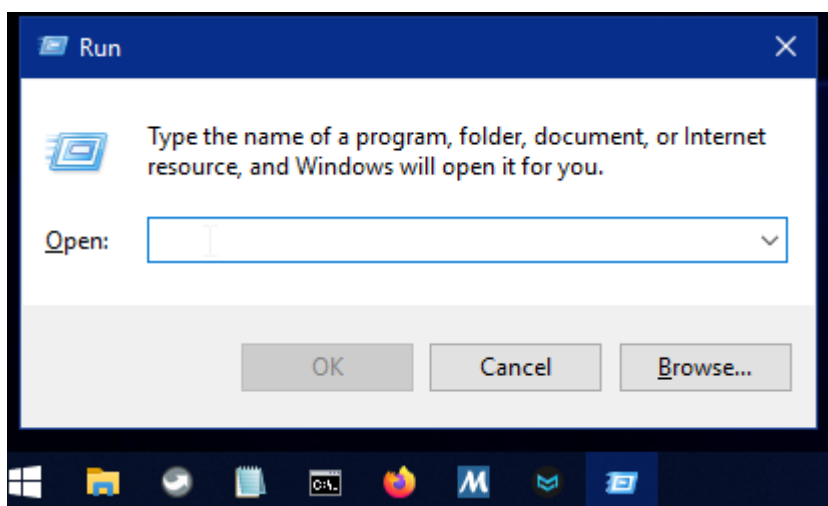 Run
Type the name of a program, folder, document, or Internet
resource, and Windows will open it for you.
Open:
OK Cancel Browse...
C:\.